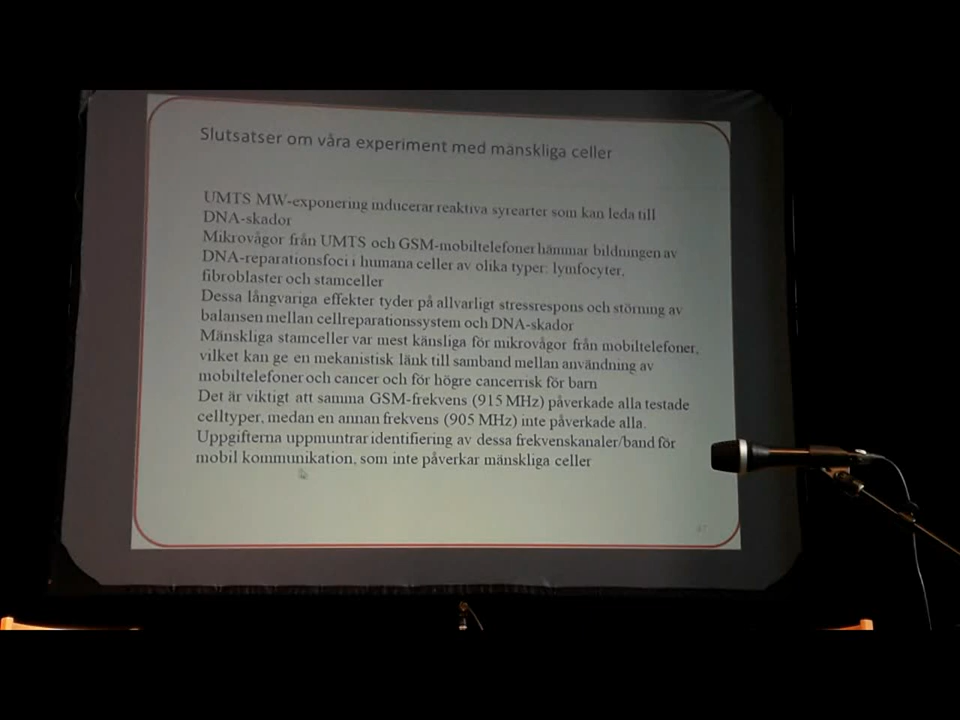 Slutsatser om våra experiment med mänskliga celler
UMTS MW-exponering inducerar reaktiva syrearter som kan leda till
DNA-skador
Mikrovågor från UMTS och GSM-mobiltelefoner hämmar bildningen av
DNA-reparationsfoci i humana celler av olika typer: lymfocyter,
fibroblaster och stamceller
Dessa långvariga effekter tyder på allvarligt stressrespons och störning av
balansen mellan cellreparationssystem och DNA-skador
Mänskliga stamceller var mest känsliga för mikrovågor från mobiltelefoner,
vilket kan ge en mekanistisk länk till samband mellan användning av
mobiltelefoner och cancer och för högre cancerrisk för barn
Det är viktigt att samma GSM-frekvens (915 MHz) påverkade alla testade
celltyper, medan en annan frekvens (905 MHz) inte påverkade alla.
Uppgifterna uppmuntrar identifiering av dessa frekvenskanaler/band för
mobil kommunikation, som inte påverkar mänskliga celler